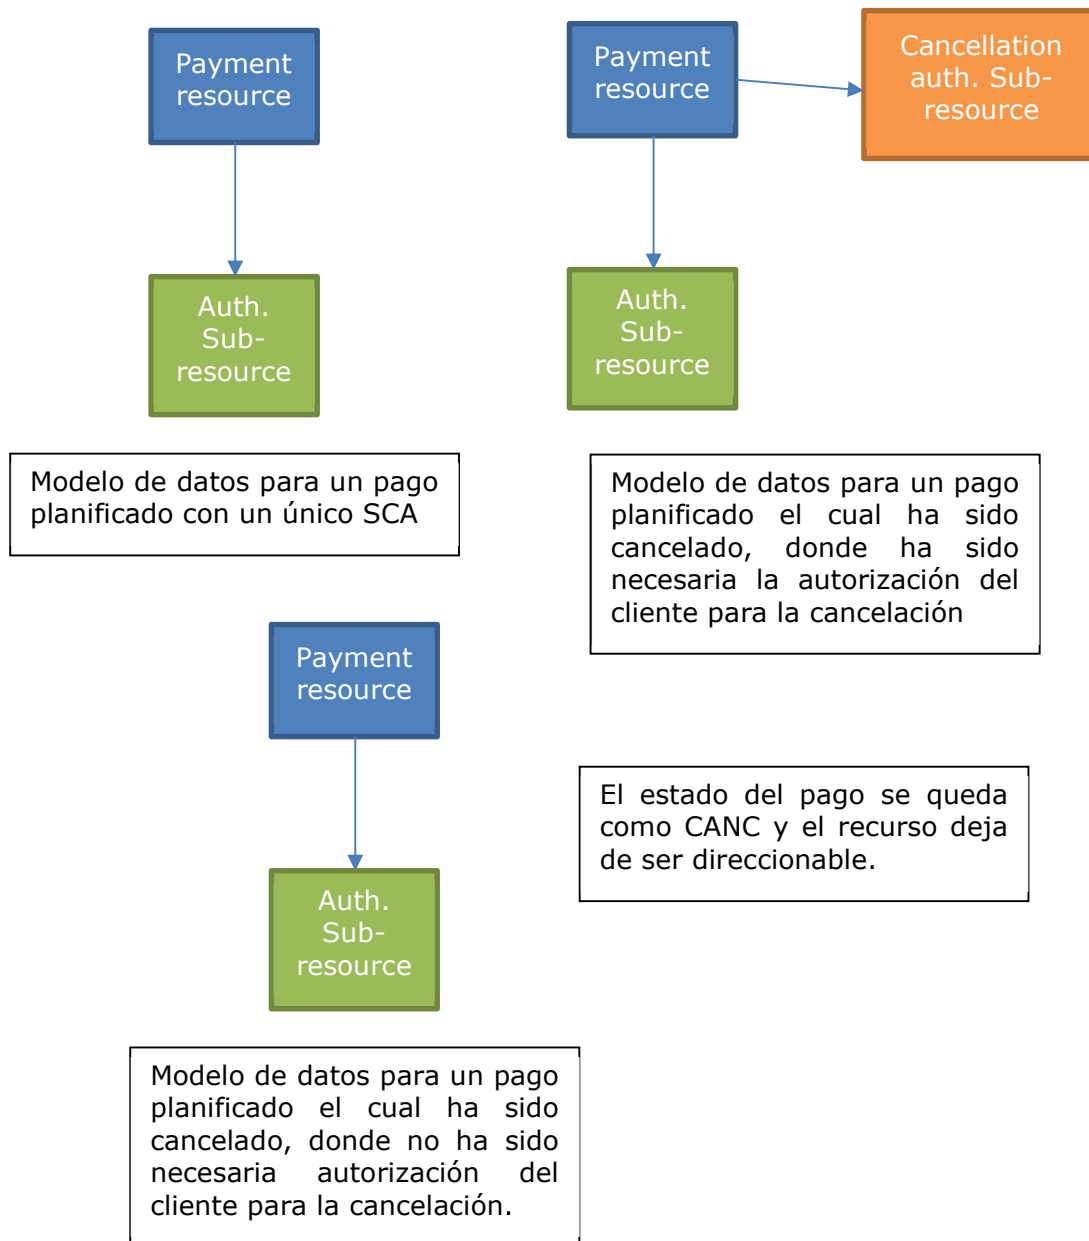 Payment
resource
Payment
resource
Cancellation
auth. Sub-
resource
Auth.
Sub-
resource
Auth.
Sub-
resource
Modelo de datos para un pago
planificado con un único SCA
Modelo de datos para un pago
planificado el cual ha sido
cancelado, donde ha sido
necesaria la autorización del
cliente para la cancelación
Payment
resource
El estado del pago se queda
como CANC y el recurso deja
de ser direccionable.
Auth.
Sub-
resource
Modelo de datos para un pago
planificado el cual ha sido
cancelado, donde no ha sido
necesaria autorización del
cliente para la cancelación.